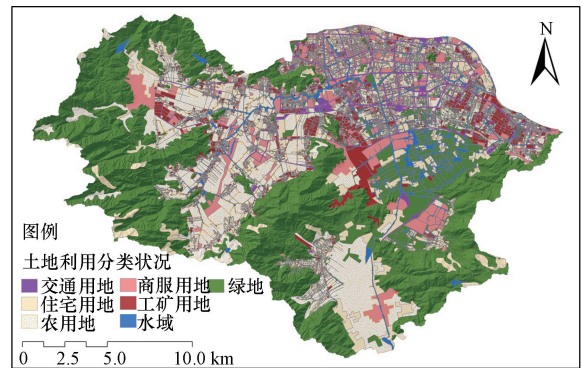 N
图例
土地利用分类状况
交通用地 商服用地 绿地
住宅用地 工矿用地
农用地 水域
0 2.5 5.0 10.0 km